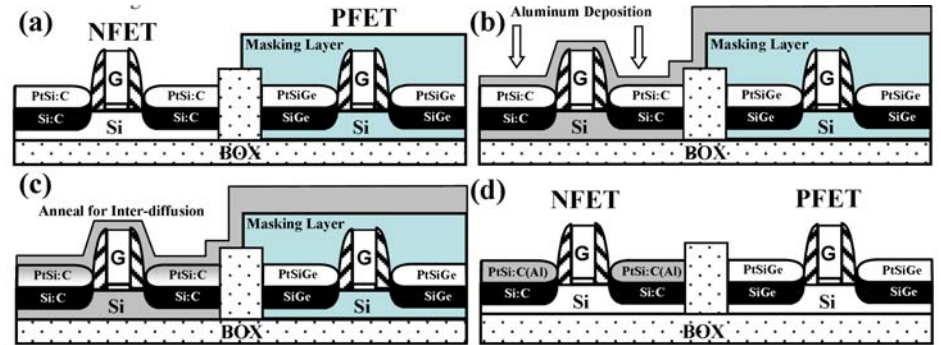 (a)
NFET
PFET
Masking Layer
G
G
PtSi:C
PtSi:C
PtSiGe
PtSiGe
Si:C
Si:C
SiGe
SiGe
Si
Si
BOX
(b)
Aluminum Deposition
Masking Layer
G
G
PtSi:C
PtSi:C
PtSiGe
PtSiGe
Si:C
Si:C
SiGe
SiGe
Si
Si
BOX
(c)
Anneal for Inter-diffusion
Masking Layer
G
G
PtSi:C
PtSi:C
PtSiGe
PtSiGe
Si:C
Si:C
SiGe
SiGe
Si
Si
BOX
(d)
NFET
PFET
G
G
PtSi:C(Al)
PtSi:C(Al)
PtSiGe
PtSiGe
Si:C
Si:C
SiGe
SiGe
Si
Si
BOX